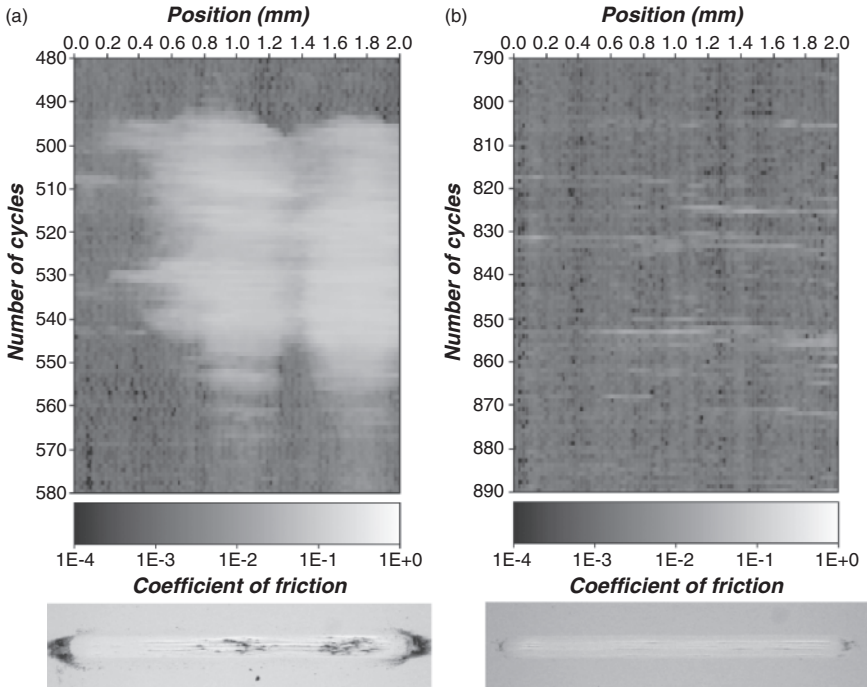 (a)
Position (mm)
0.0 0.2 0.4 0.6 0.8 1.0 1.2 1.4 1.6 1.8 2.0
480
490
500
510
520
530
540
550
560
570
580
Number of cycles
1E-4 1E-3 1E-2 1E-1 1E+0
Coefficient of friction
(b)
Position (mm)
0.0 0.2 0.4 0.6 0.8 1.0 1.2 1.4 1.6 1.8 2.0
790
800
810
820
830
840
850
860
870
880
890
Number of cycles
1E-4 1E-3 1E-2 1E-1 1E+0
Coefficient of friction